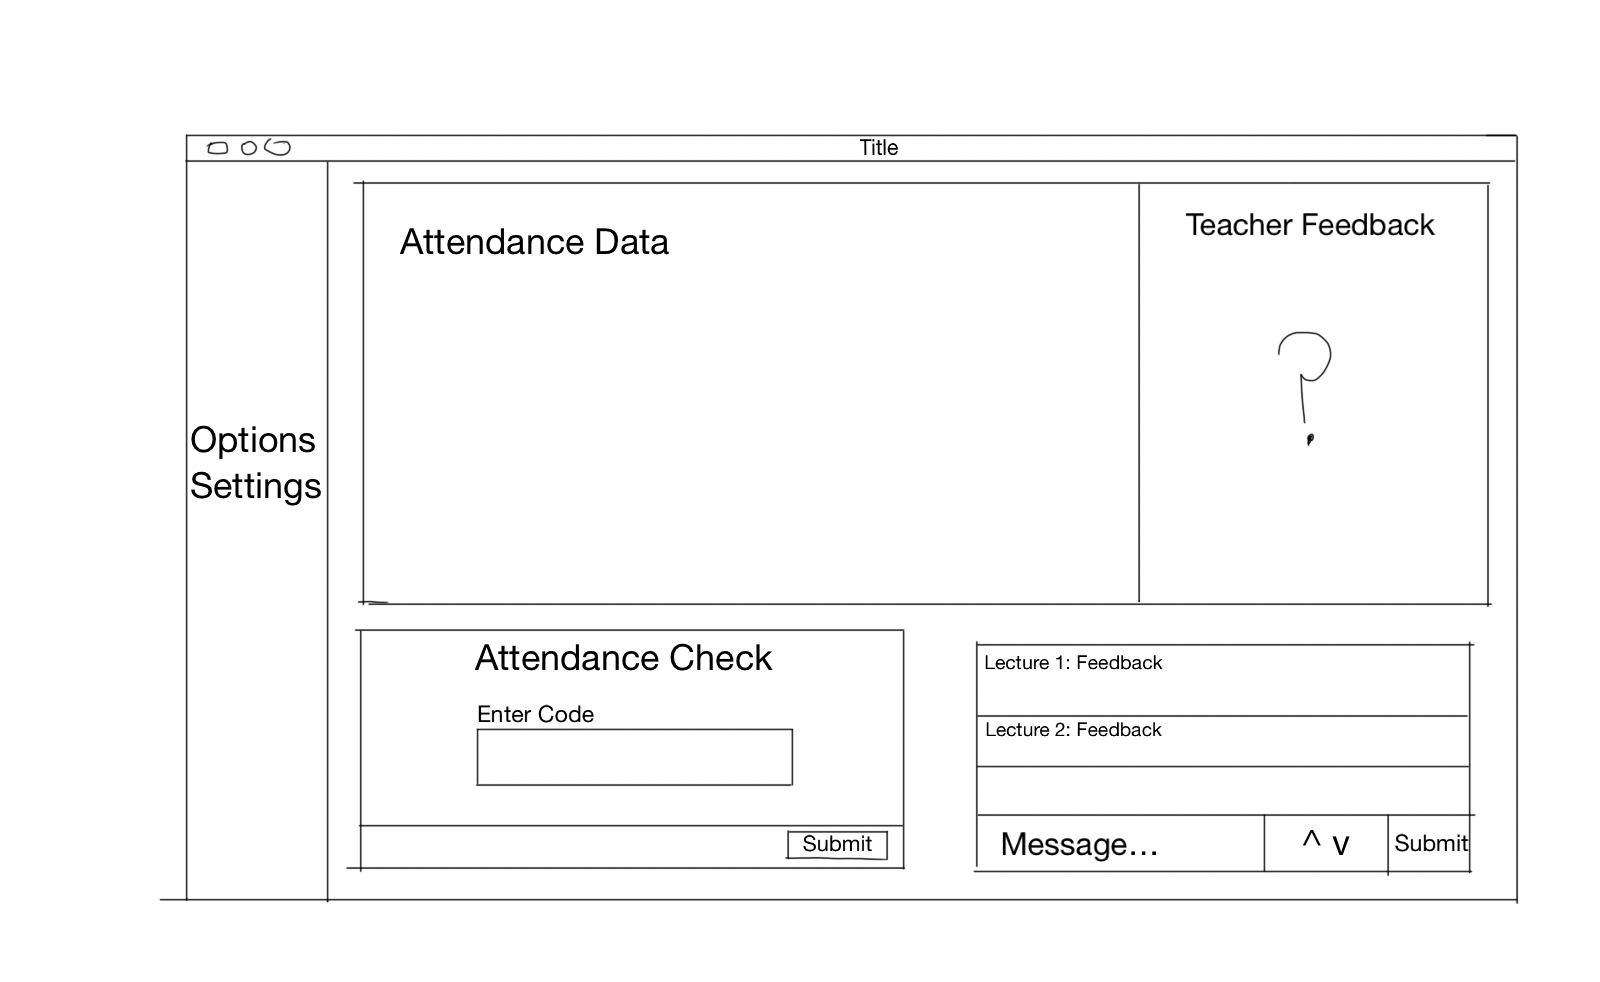 Title
Options
Settings
Attendance Data
Teacher Feedback
?
Attendance Check
Enter Code
Submit
Lecture 1: Feedback
Lecture 2: Feedback
Message...
^ v
Submit